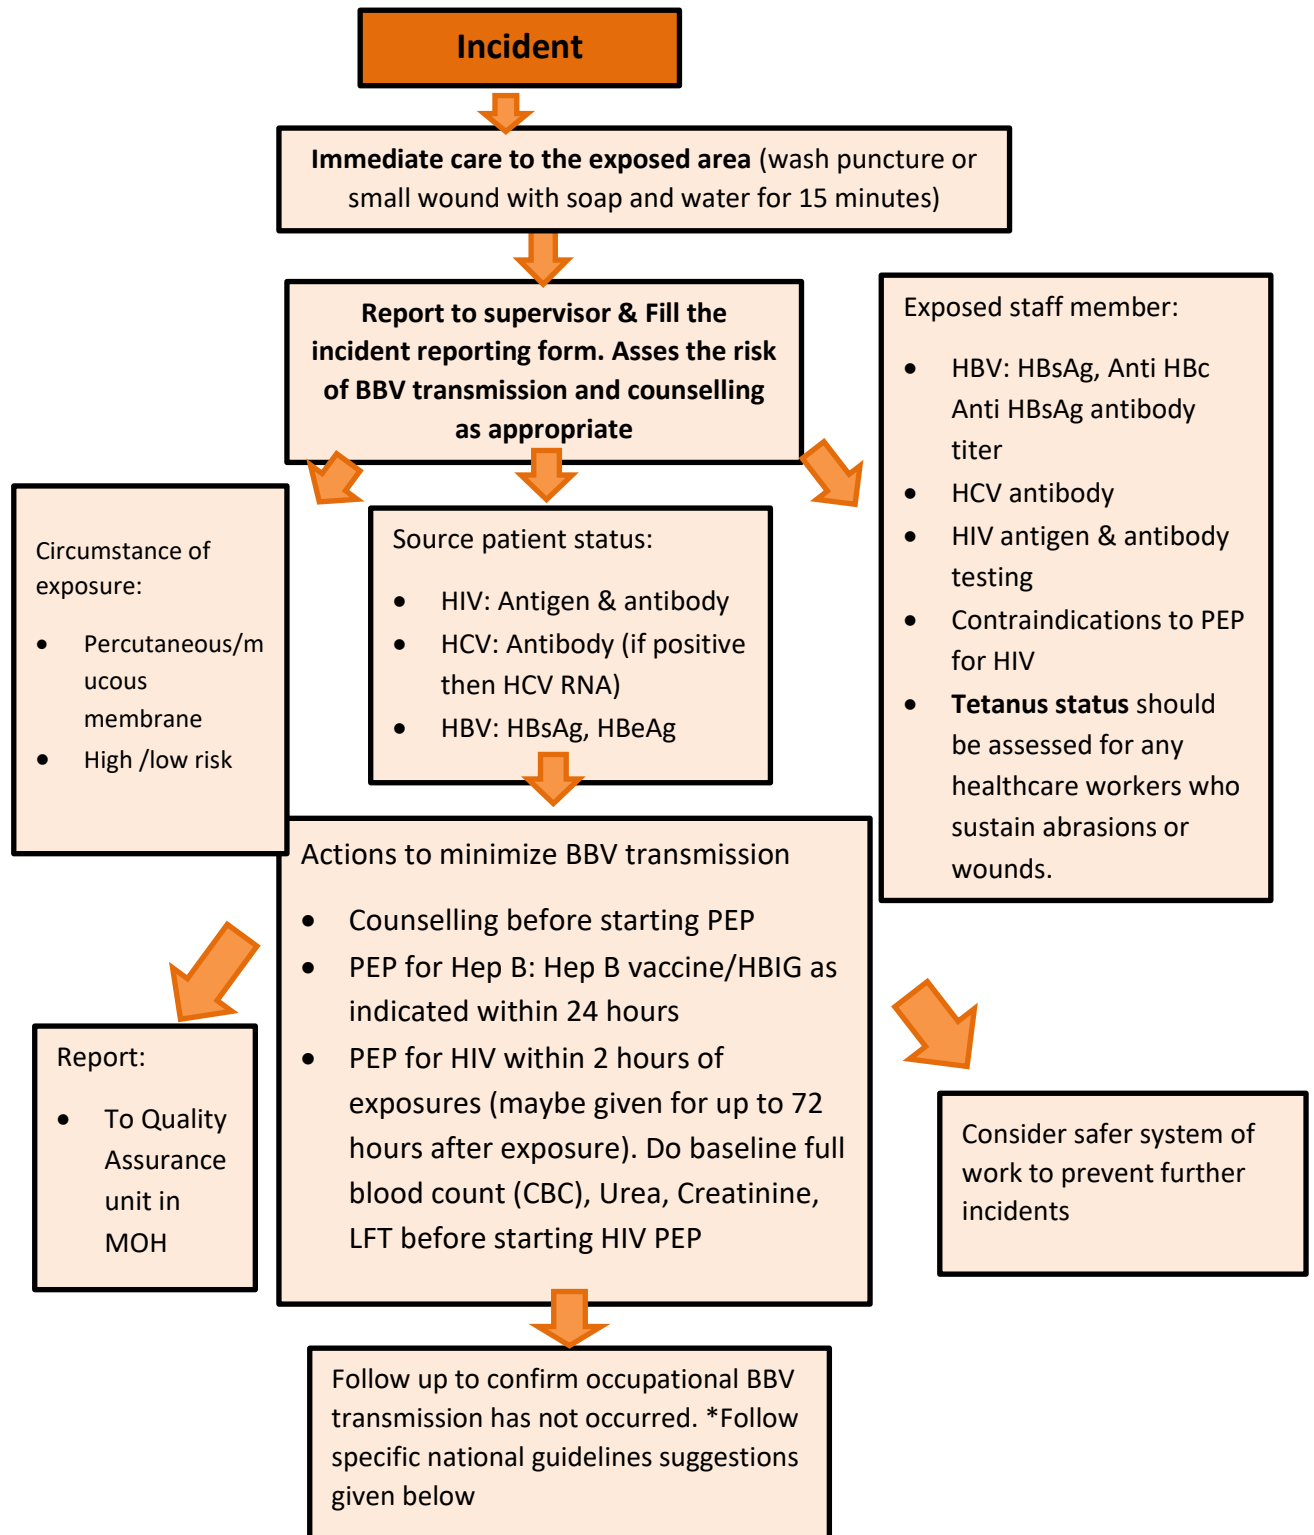 Incident
Immediate care to the exposed area (wash puncture or
small wound with soap and water for 15 minutes)
Report to supervisor & Fill the
incident reporting form. Asses the risk
of BBV transmission and counselling
as appropriate
Circumstance of
exposure:
• Percutaneous/m
ucous
membrane
• High /low risk
Source patient status:
• HIV: Antigen & antibody
• HCV: Antibody (if positive
then HCV RNA)
• HBV: HBsAg, HBeAg
Exposed staff member:
• HBV: HBsAg, Anti HBc
Anti HBsAg antibody
titer
• HCV antibody
• HIV antigen & antibody
testing
• Contraindications to PEP
for HIV
• Tetanus status should
be assessed for any
healthcare workers who
sustain abrasions or
wounds.
Actions to minimize BBV transmission
• Counselling before starting PEP
• PEP for Hep B: Hep B vaccine/HBIG as
indicated within 24 hours
• PEP for HIV within 2 hours of
exposures (maybe given for up to 72
hours after exposure). Do baseline full
blood count (CBC), Urea, Creatinine,
LFT before starting HIV PEP
Report:
• To Quality
Assurance
unit in
MOH
Consider safer system of
work to prevent further
incidents
Follow up to confirm occupational BBV
transmission has not occurred. *Follow
specific national guidelines suggestions
given below